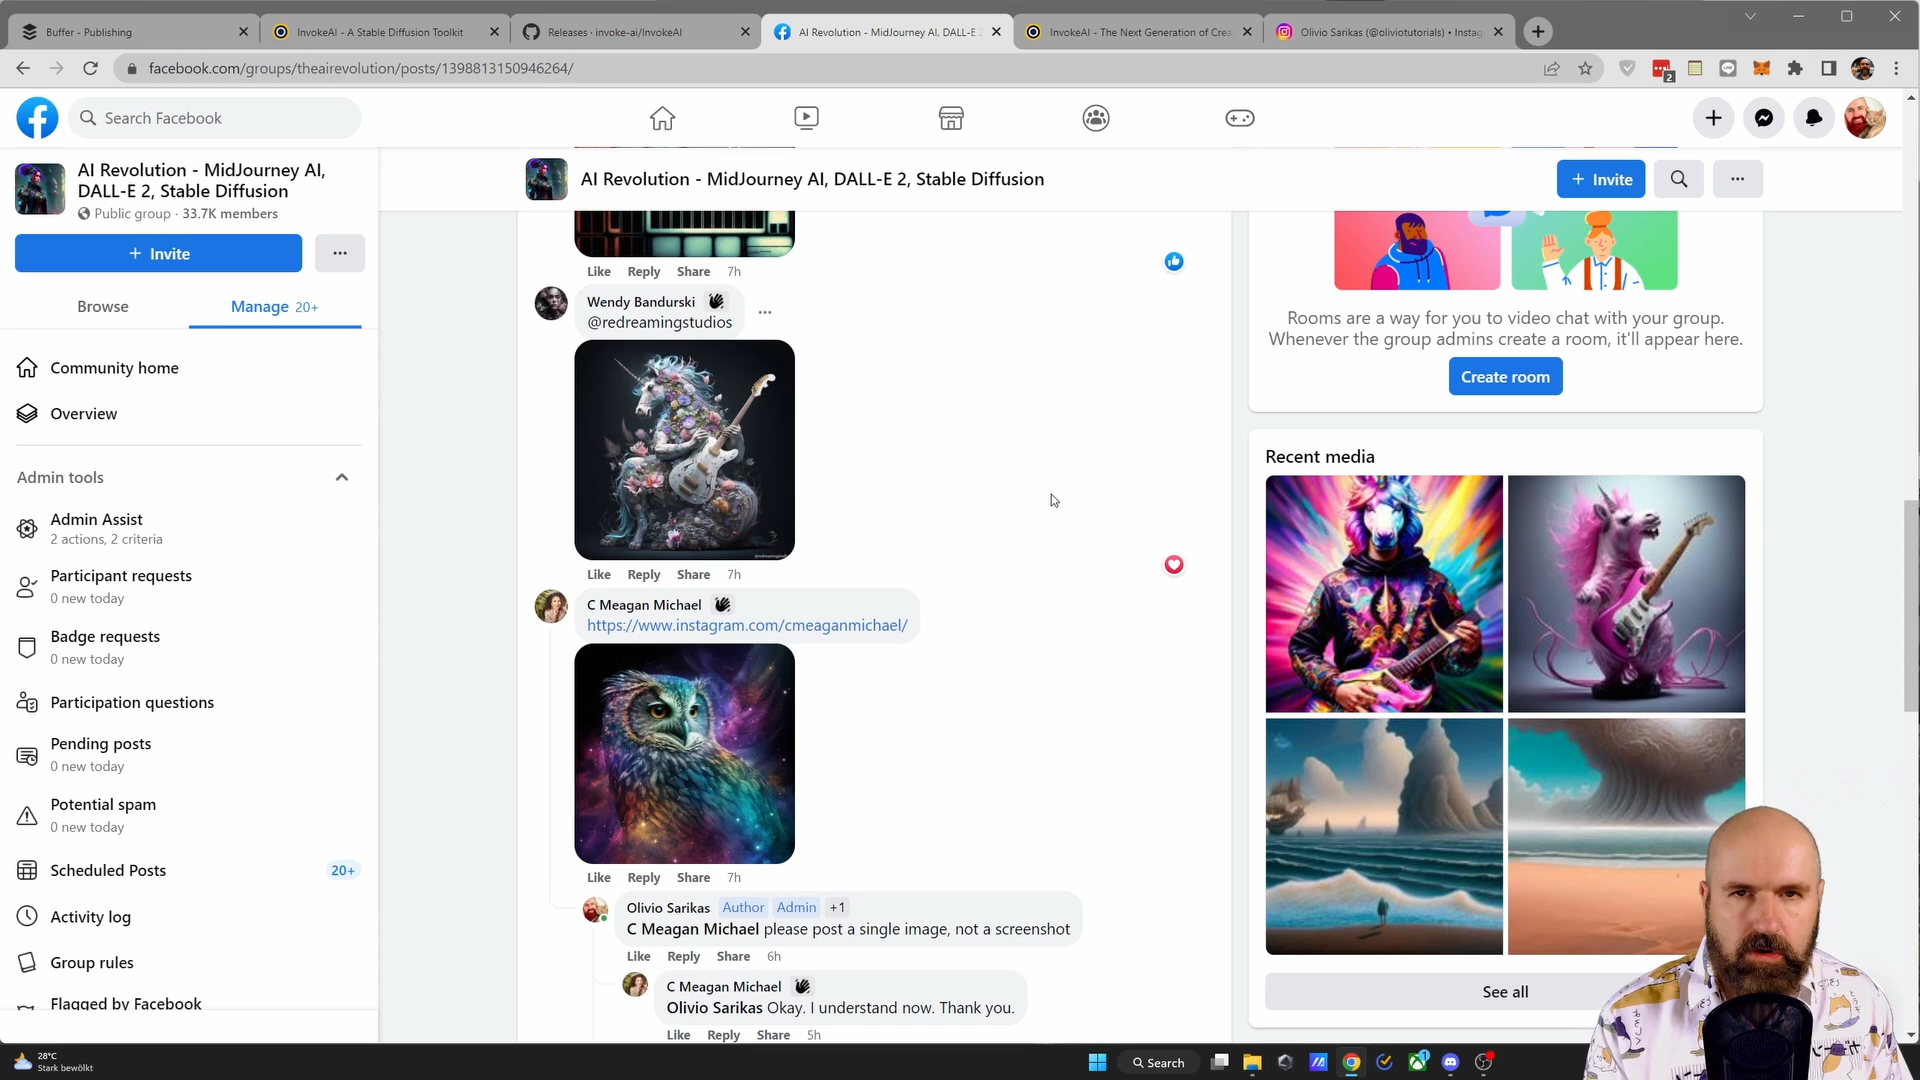 Buffer - Publishing
InvokeAI - A Stable Diffusion Toolkit
Releases · invoke-ai/InvokeAI
AI Revolution - MidJourney AI, DALL-E 2
InvokeAI - The Next Generation of Crea
Olivio Sarikas (@oliviotutorials) • Instag
facebook.com/groups/theairevolution/posts/1398813150946264/
2
Search Facebook
AI Revolution - MidJourney AI,
DALL-E 2, Stable Diffusion
Public group · 33.7K members
+ Invite
Browse
Manage 20+
Community home
Overview
Admin tools
Admin Assist
2 actions, 2 criteria
Participant requests
0 new today
Badge requests
0 new today
Participation questions
Pending posts
0 new today
Potential spam
0 new today
Scheduled Posts
20+
Activity log
Group rules
Flagged by Facebook
AI Revolution - MidJourney AI, DALL-E 2, Stable Diffusion
+ Invite
Like Reply Share 7h
Wendy Bandurski
@redreamingstudios
Like Reply Share 7h
C Meagan Michael
https://www.instagram.com/cmeaganmichael/
Like Reply Share 7h
Olivio Sarikas Author Admin +1
C Meagan Michael please post a single image, not a screenshot
Like Reply Share 6h
C Meagan Michael
Olivio Sarikas Okay. I understand now. Thank you.
Like Reply Share 5h
Rooms are a way for you to video chat with your group.
Whenever the group admins create a room, it'll appear here.
Create room
Recent media
See all
28°C
Stark bewölkt
Search
1